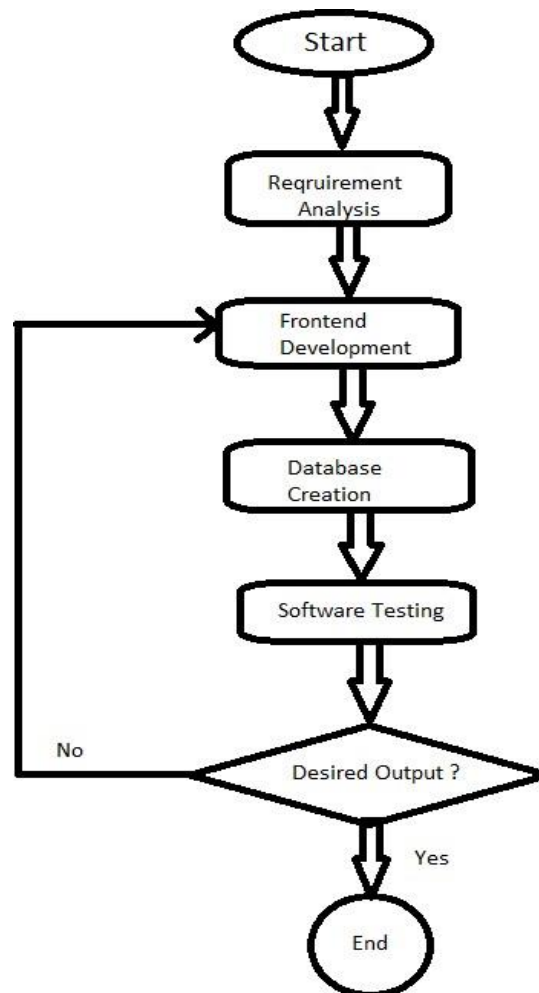 Start
Reqruirement
Analysis
Frontend
Development
Database
Creation
Software Testing
Desired Output ?
No
Yes
End